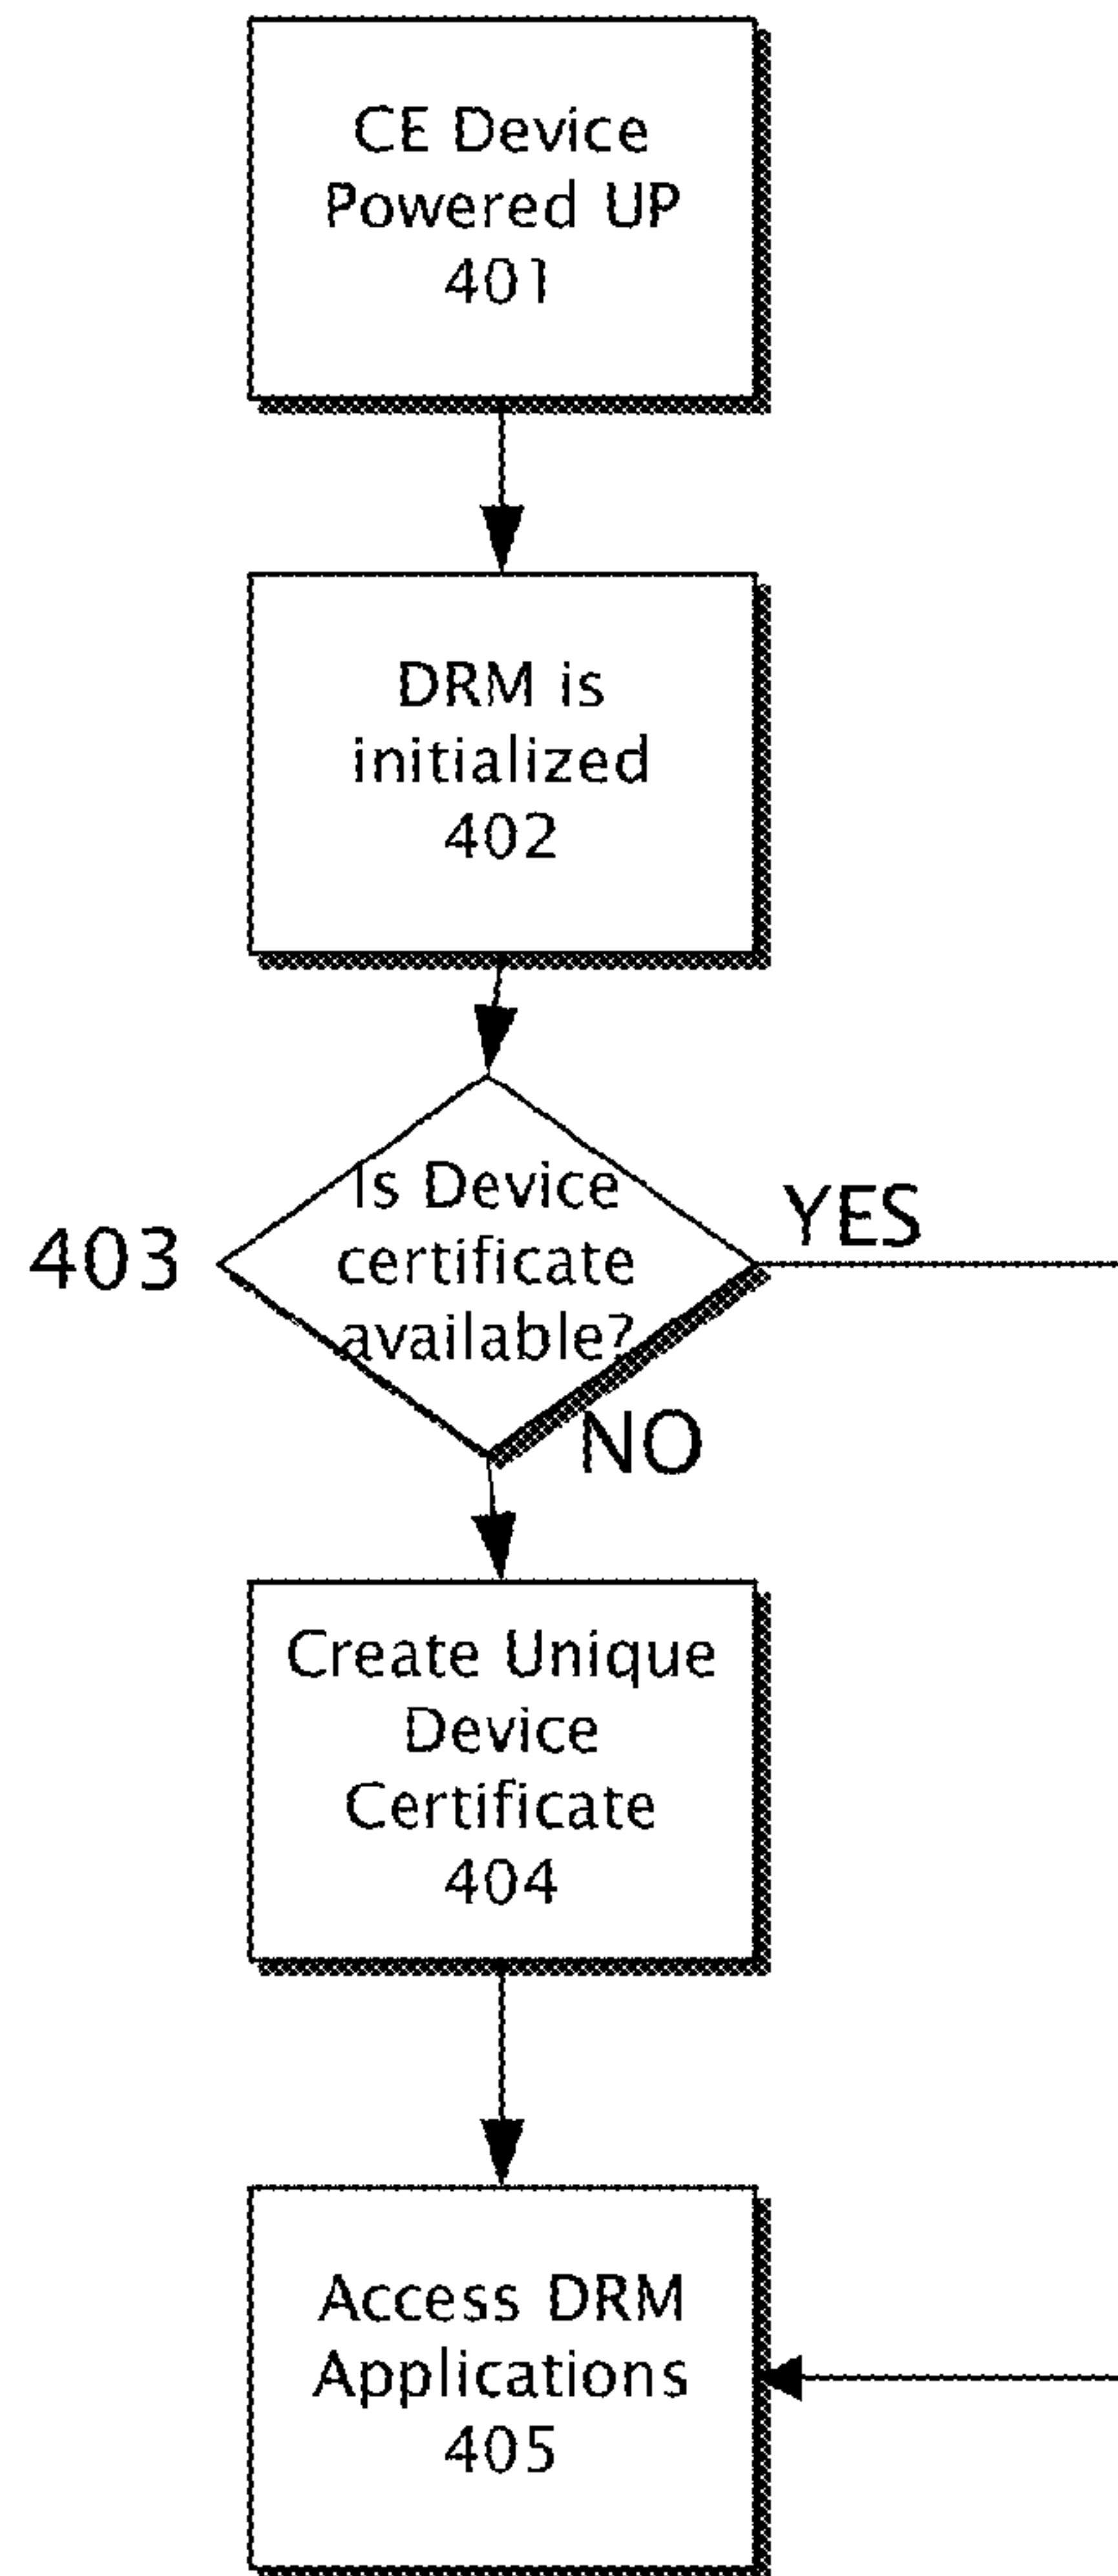 CE Device
Powered UP
401
DRM is
initialized
402
Is Device
certificate
available?
403
YES
NO
Create Unique
Device
Certificate
404
Access DRM
Applications
405